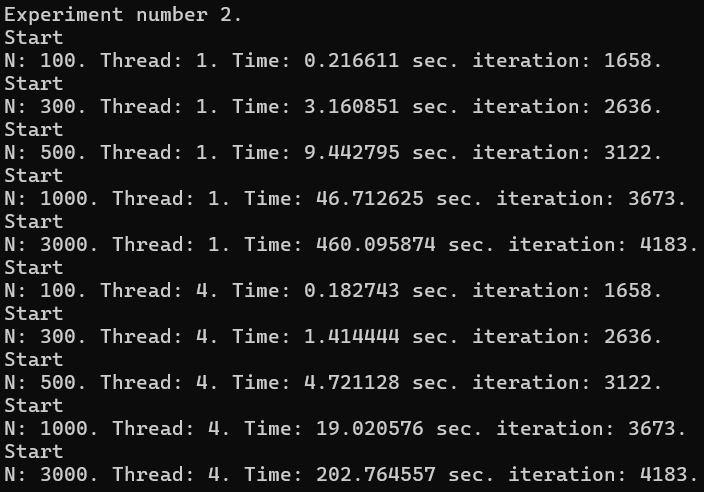 Experiment number 2.
Start
N: 100. Thread: 1. Time: 0.216611 sec. iteration: 1658.
Start
N: 300. Thread: 1. Time: 3.160851 sec. iteration: 2636.
Start
N: 500. Thread: 1. Time: 9.442795 sec. iteration: 3122.
Start
N: 1000. Thread: 1. Time: 46.712625 sec. iteration: 3673.
Start
N: 3000. Thread: 1. Time: 460.095874 sec. iteration: 4183.
Start
N: 100. Thread: 4. Time: 0.182743 sec. iteration: 1658.
Start
N: 300. Thread: 4. Time: 1.414444 sec. iteration: 2636.
Start
N: 500. Thread: 4. Time: 4.721128 sec. iteration: 3122.
Start
N: 1000. Thread: 4. Time: 19.020576 sec. iteration: 3673.
Start
N: 3000. Thread: 4. Time: 202.764557 sec. iteration: 4183.